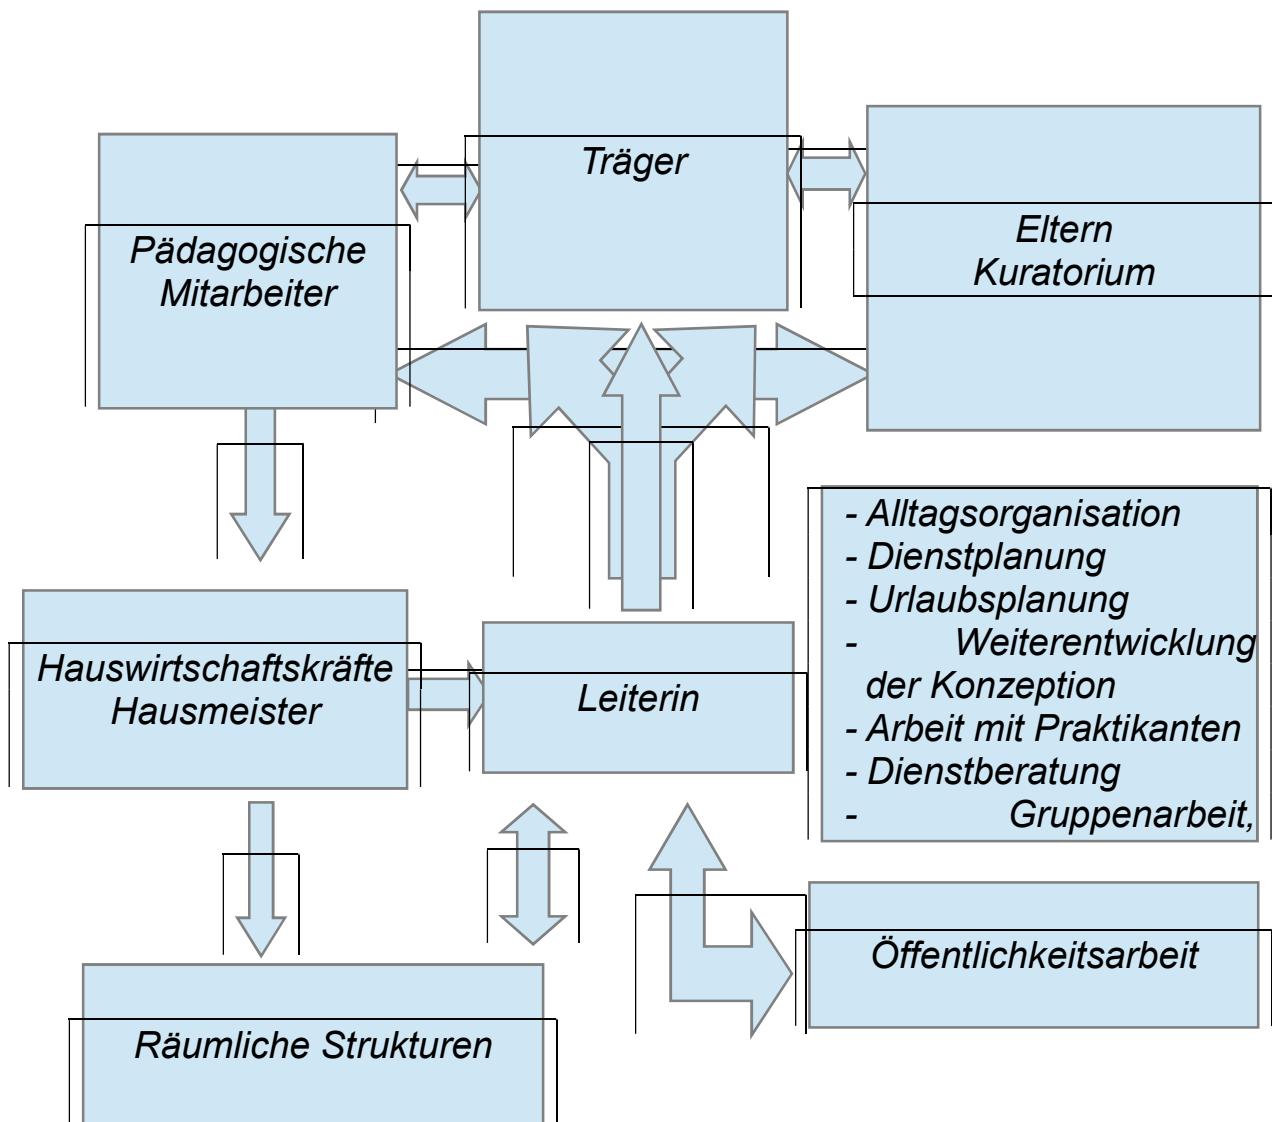 Träger
Pädagogische
Mitarbeiter
Eltern
Kuratorium
Hauswirtschaftskräfte
Hausmeister
Leiterin
- Alltagsorganisation
- Dienstplanung
- Urlaubsplanung
- Weiterentwicklung
der Konzeption
- Arbeit mit Praktikanten
- Dienstberatung
- Gruppenarbeit,
Öffentlichkeitsarbeit
Räumliche Strukturen